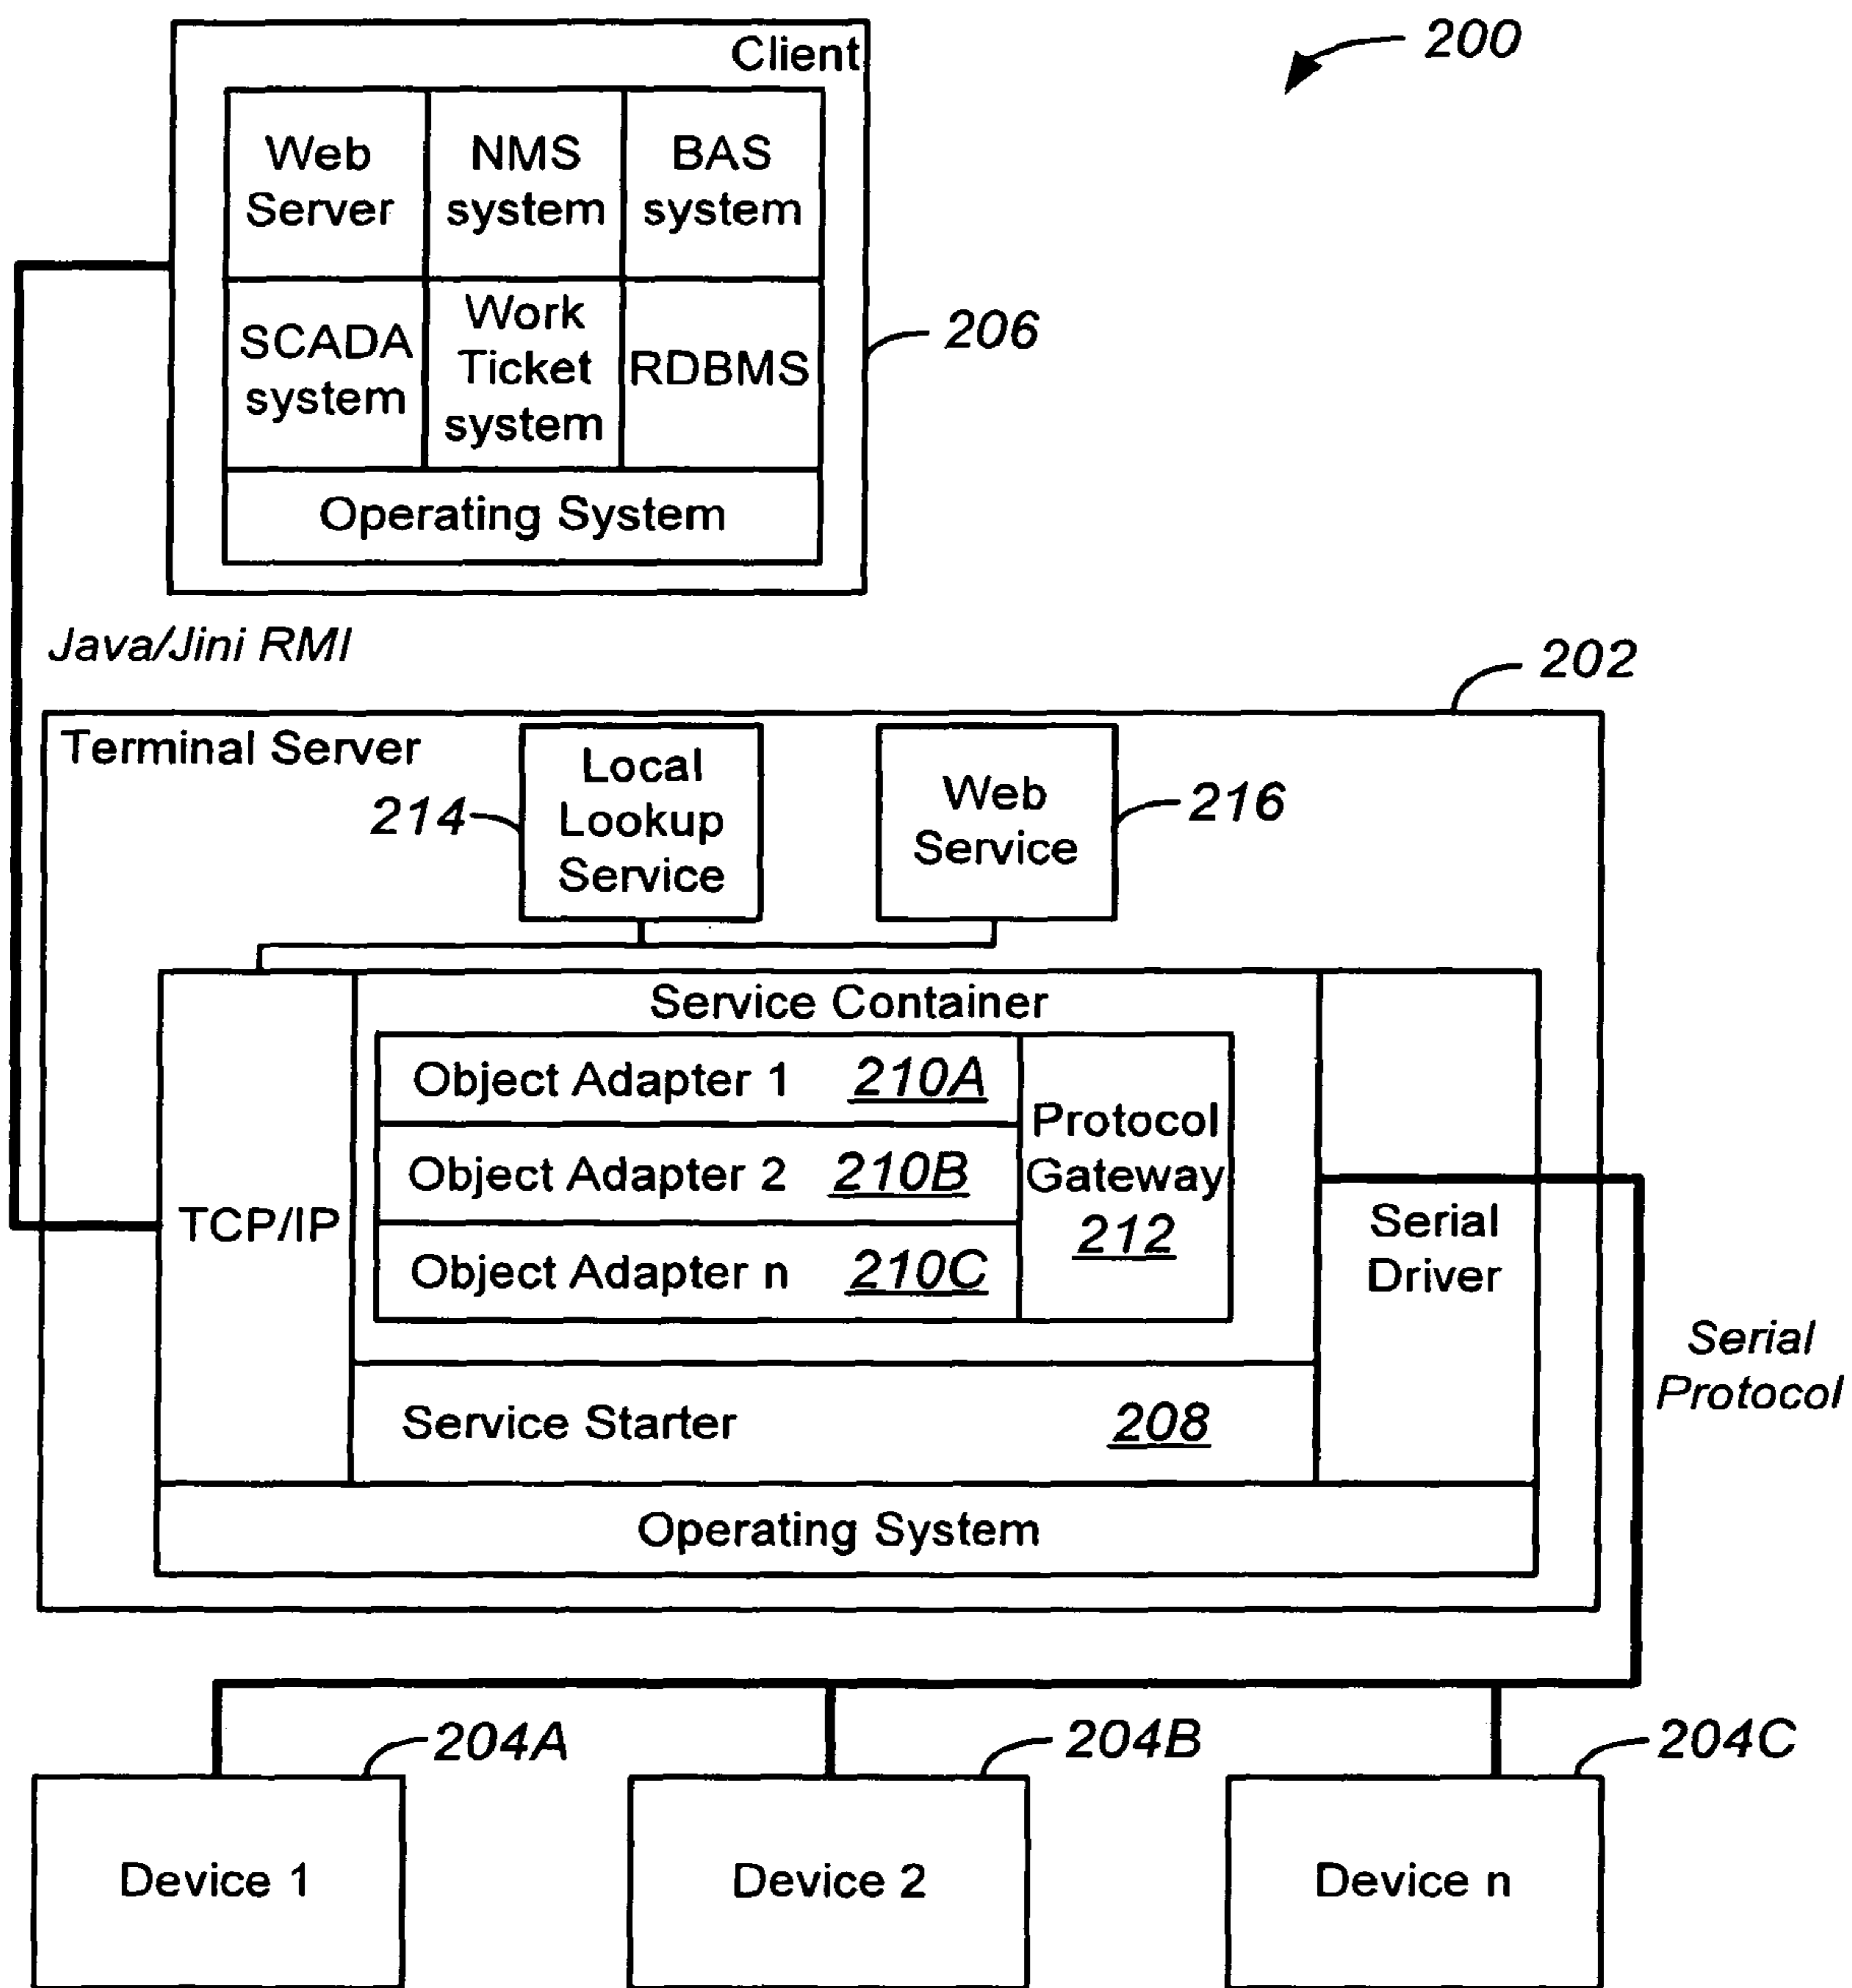 200
Client
Web
Server
NMS
system
BAS
system
SCADA
system
Work
Ticket
system
RDBMS
206
Operating System
Java/Jini RMI
202
Terminal Server
Local
Lookup
Service
214
Web
Service
216
Service Container
TCP/IP
Object Adapter 1 210A
Object Adapter 2 210B
Object Adapter n 210C
Protocol
Gateway
212
Serial
Driver
Serial
Protocol
Service Starter 208
Operating System
204A
204B
204C
Device 1
Device 2
Device n